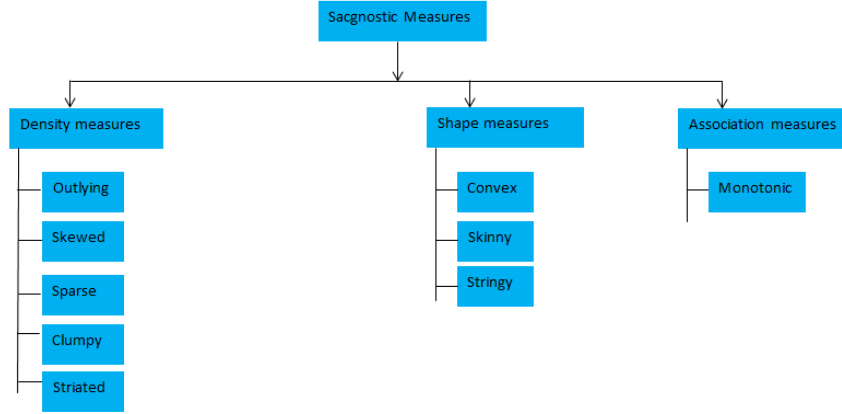 Sacgnostic Measures
Density measures
Outlying
Skewed
Sparse
Clumpy
Striated
Shape measures
Convex
Skinny
Stringy
Association measures
Monotonic